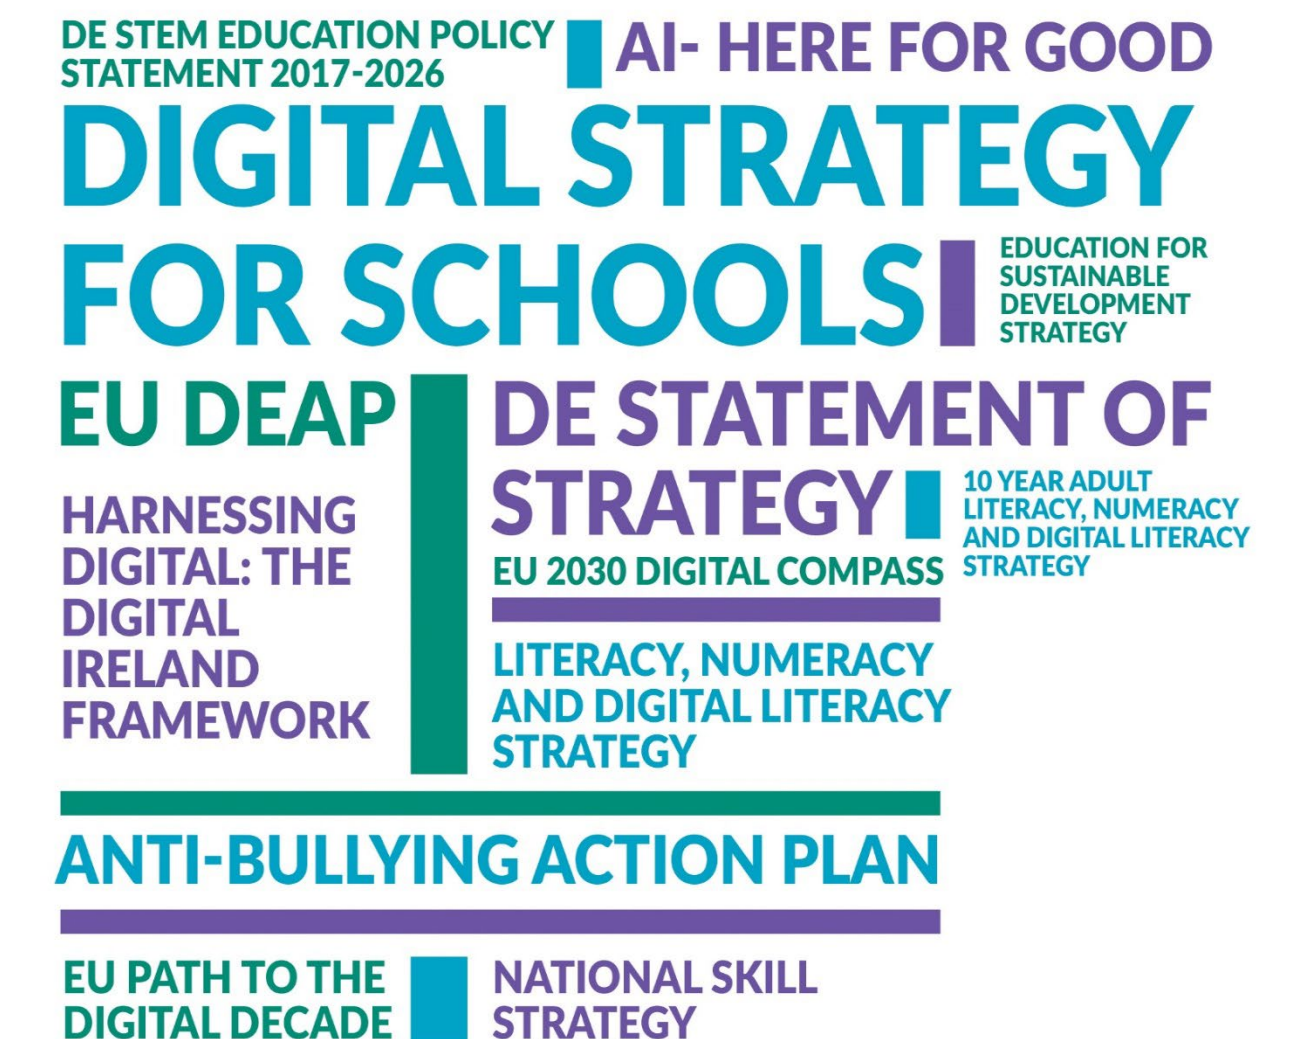 DE STEM EDUCATION POLICY
STATEMENT 2017-2026
AI- HERE FOR GOOD
DIGITAL STRATEGY
FOR SCHOOLS
EDUCATION FOR
SUSTAINABLE
DEVELOPMENT
STRATEGY
EU DEAP
HARNESSING
DIGITAL: THE
DIGITAL
IRELAND
FRAMEWORK
DE STATEMENT OF
STRATEGY
10 YEAR ADULT
LITERACY, NUMERACY
AND DIGITAL LITERACY
STRATEGY
EU 2030 DIGITAL COMPASS
LITERACY, NUMERACY
AND DIGITAL LITERACY
STRATEGY
ANTI-BULLYING ACTION PLAN
EU PATH TO THE
DIGITAL DECADE
NATIONAL SKILL
STRATEGY